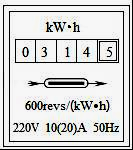 kW•h
0 3 1 4 5
600revs/(kW•h)
220V 10(20)A 50Hz